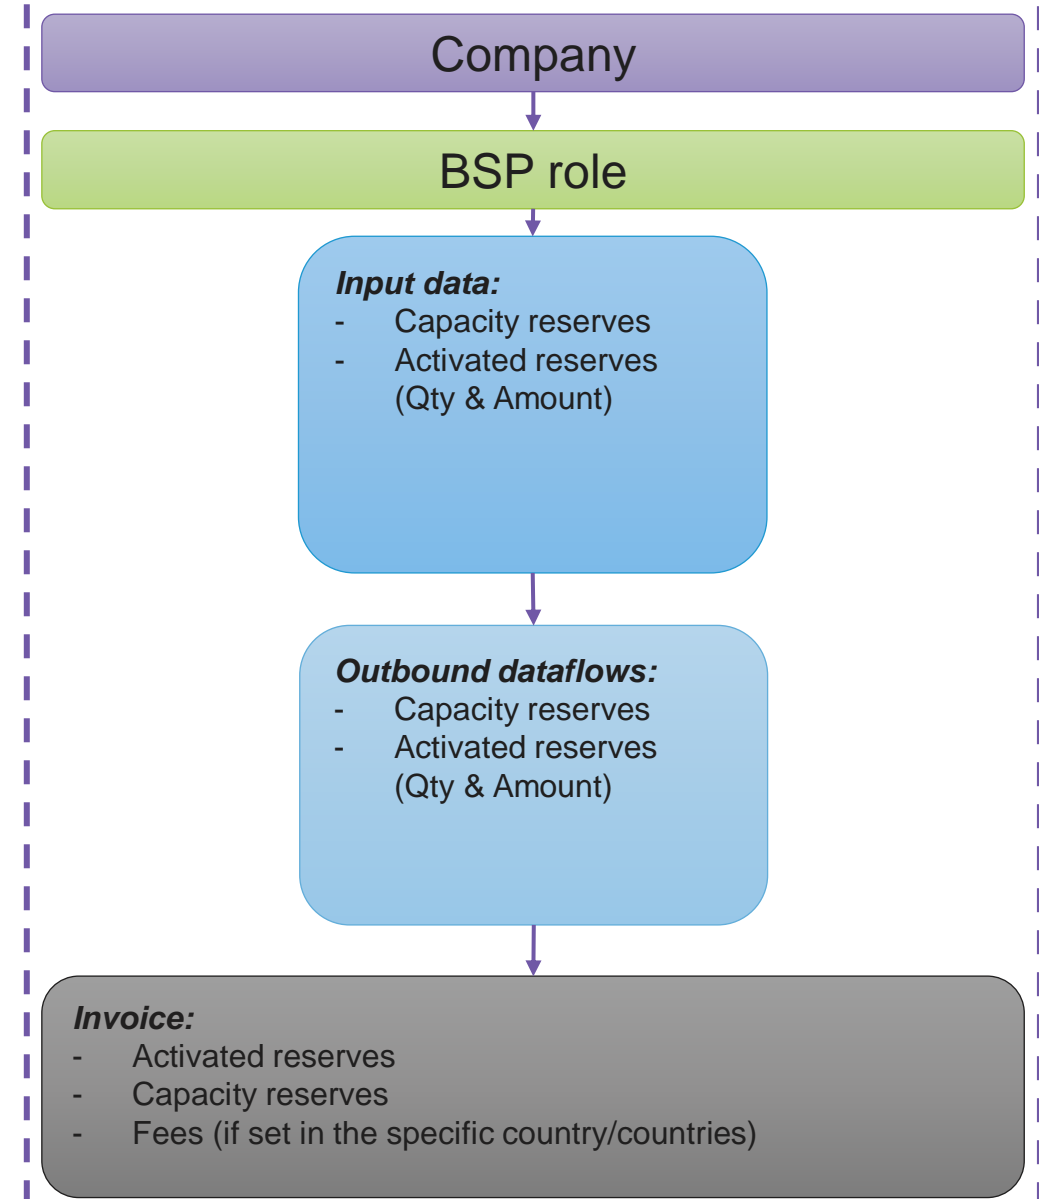 Company
BSP role
Input data:
- Capacity reserves
- Activated reserves
(Qty & Amount)
Outbound dataflows:
- Capacity reserves
- Activated reserves
(Qty & Amount)
Invoice:
- Activated reserves
- Capacity reserves
- Fees (if set in the specific country/countries)